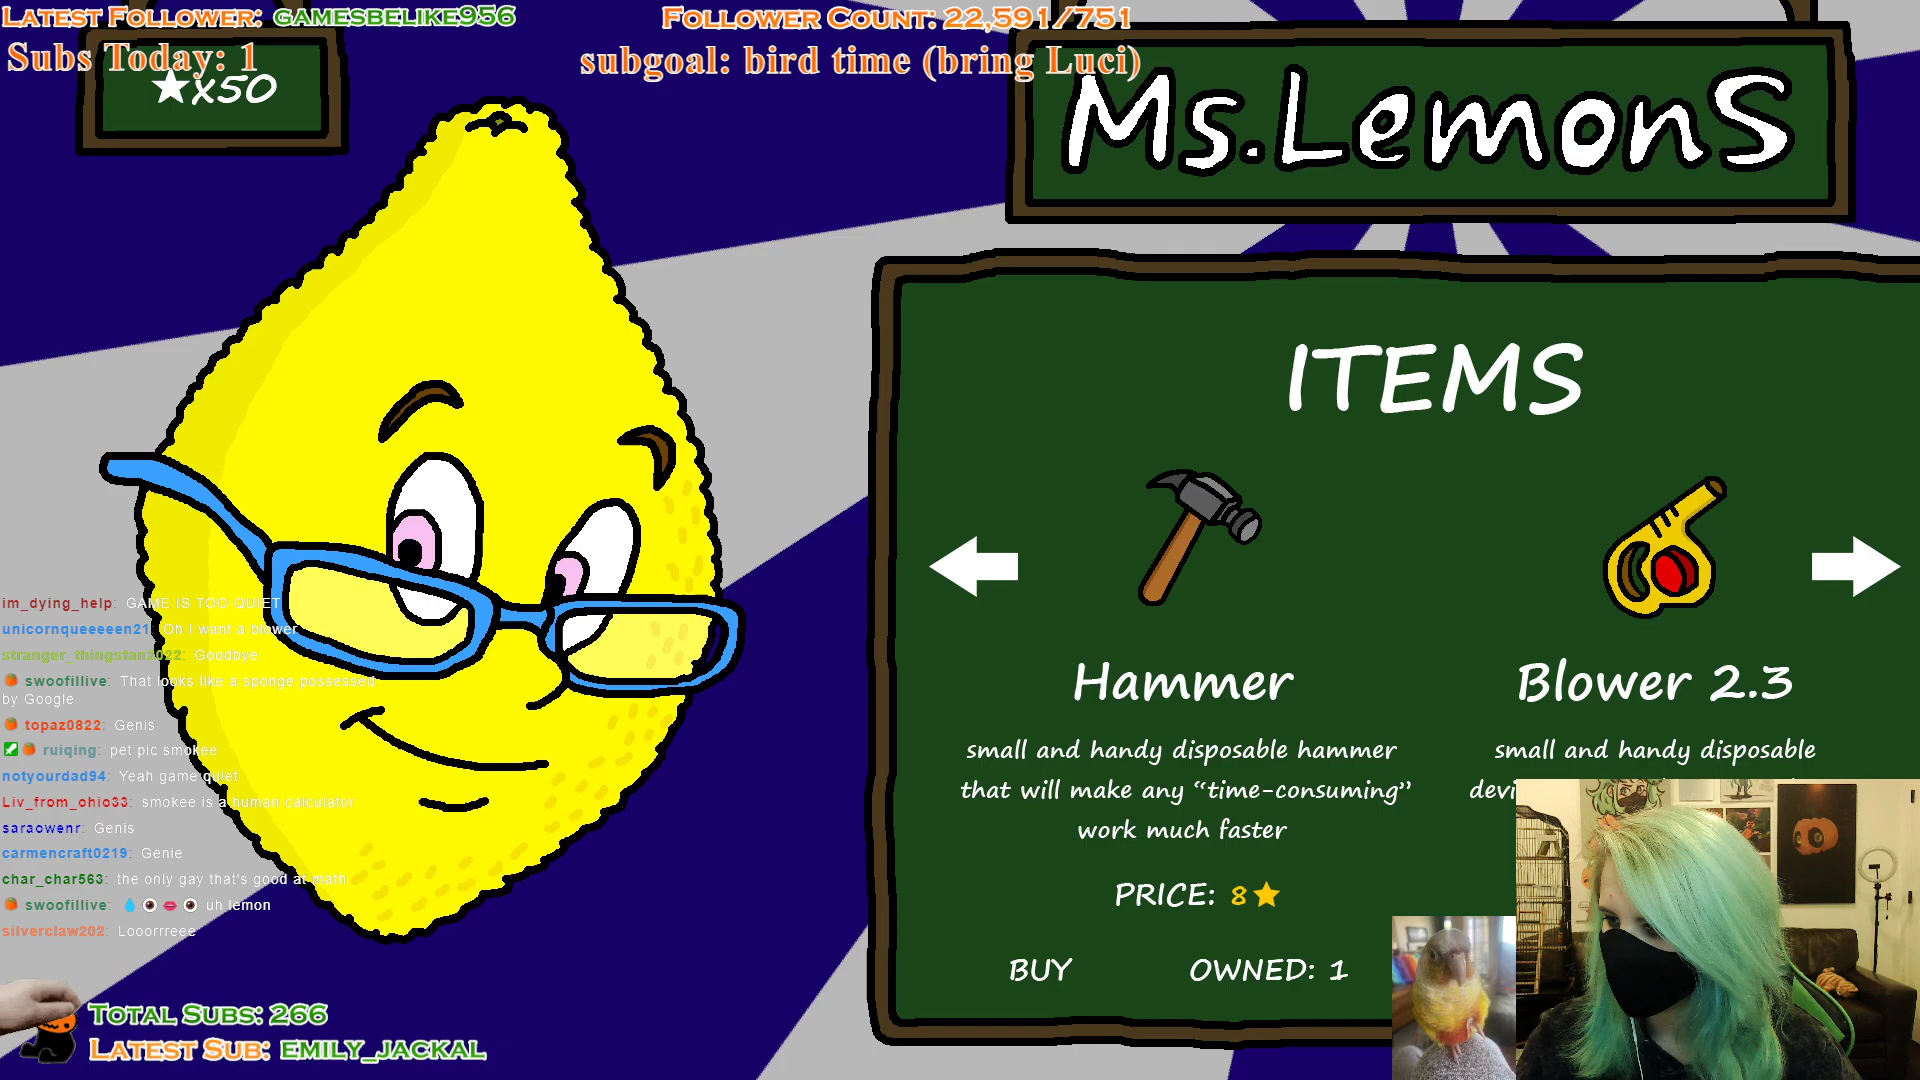 Latest Follower: gamesbelike956
Follower Count: 22,591/751
Subs Today: 1
subgoal: bird time (bring Luci)
★x50
Ms.LemonS
ITEMS
Hammer
small and handy disposable hammer
that will make any “time-consuming”
work much faster
PRICE: 8★
BUY
OWNED: 1
Blower 2.3
small and handy disposable
devi
im_dying_help: GAME IS TOO QUIET
unicornqueeeeen21: Oh I want a blower
stranger_thingsfan2022: Goodbye
swoofillive: That looks like a sponge possessed
by Google
topaz0822: Genis
ruiqing: pet pic smokee
notyourdad94: Yeah game quiet
Liv_from_ohio33: smokee is a human calculator
saraowenr: Genis
carmencraft0219: Genie
char_char563: the only gay that's good at math
swoofillive: 💧👁️👄👁️ uh lemon
silverclaw202: Looorrreee
Total Subs: 266
Latest Sub: emily_jackal